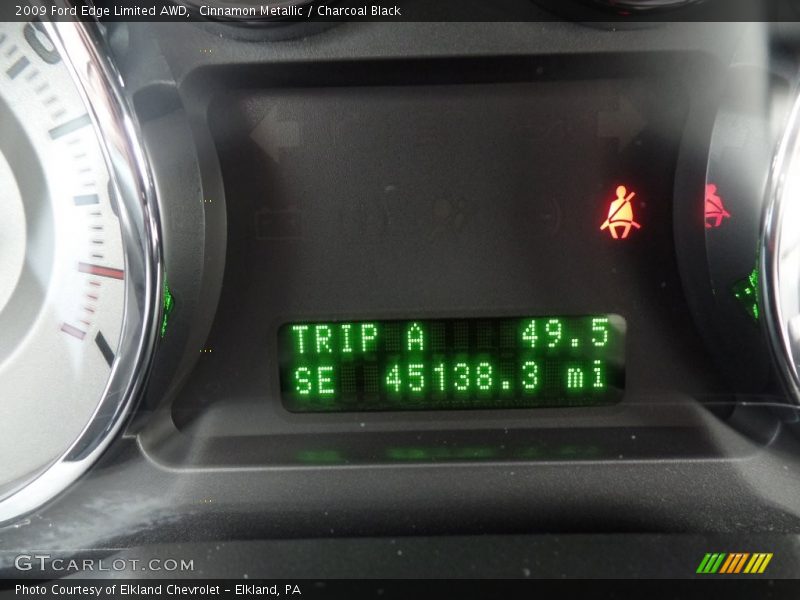 2009 Ford Edge Limited AWD,  Cinnamon Metallic / Charcoal Black
TRIP A 49.5
SE 45138.3 mi
GTCARLOT.COM
Photo Courtesy of Elkland Chevrolet – Elkland, PA